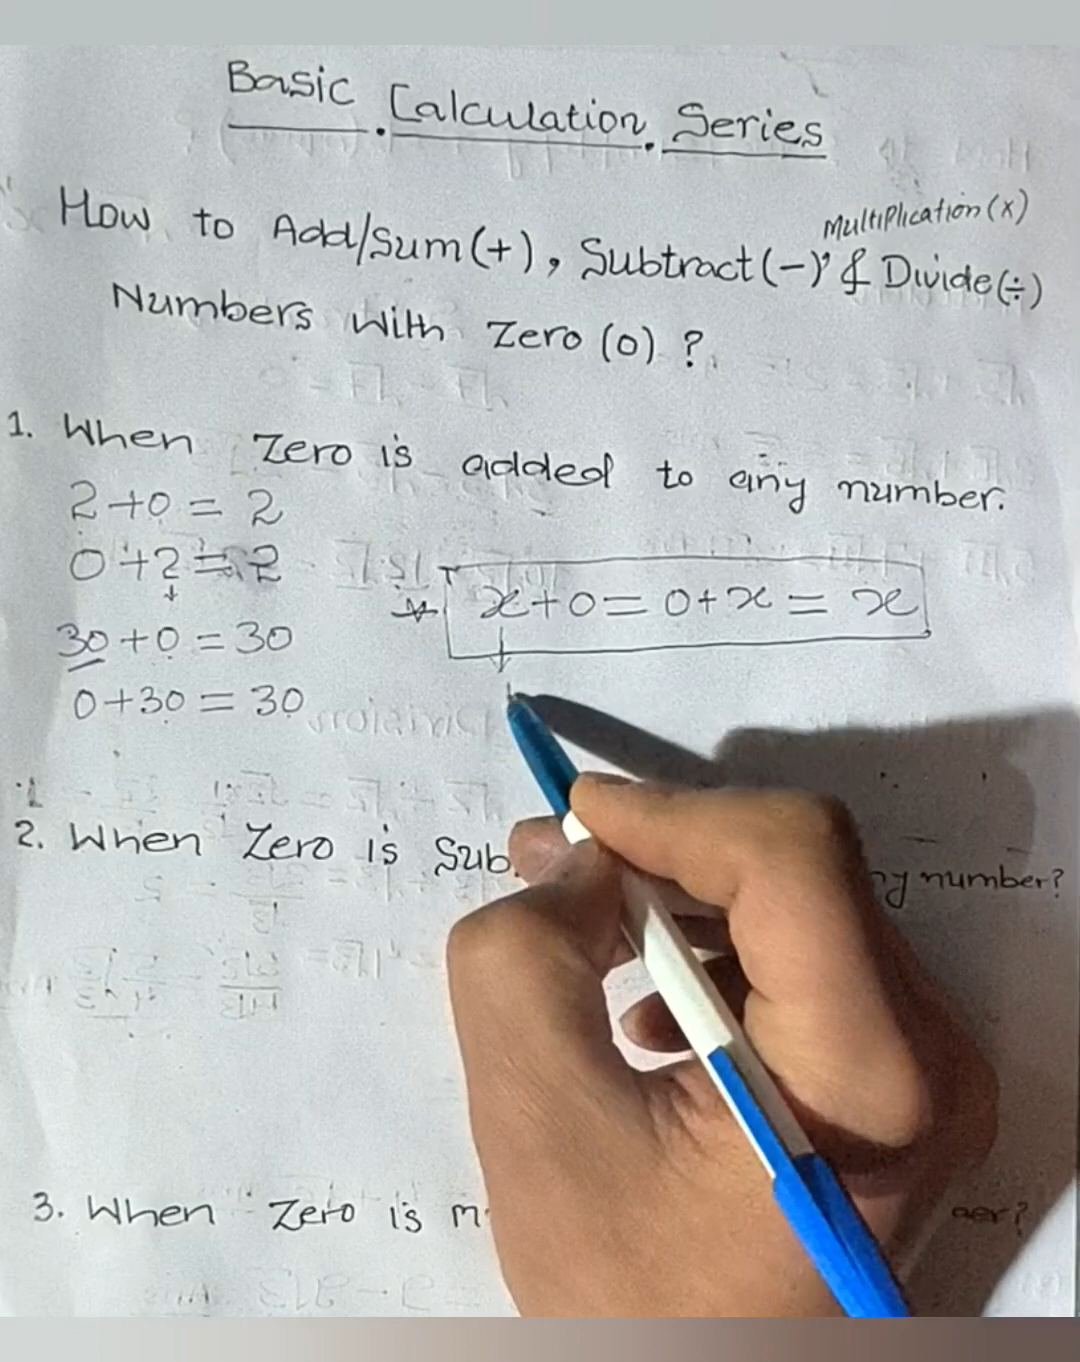 Basic Calculation Series
How to Add/Sum(+), Subtract(-), Multiplication(x) & Divide(÷)
Numbers With Zero (0) ?
1. When Zero is added to any number.
2+0 = 2
0+2=2
30+0=30
0+30=30
* x+0=0+x=x
2. When Zero is Sub
number?
3. When Zero is m